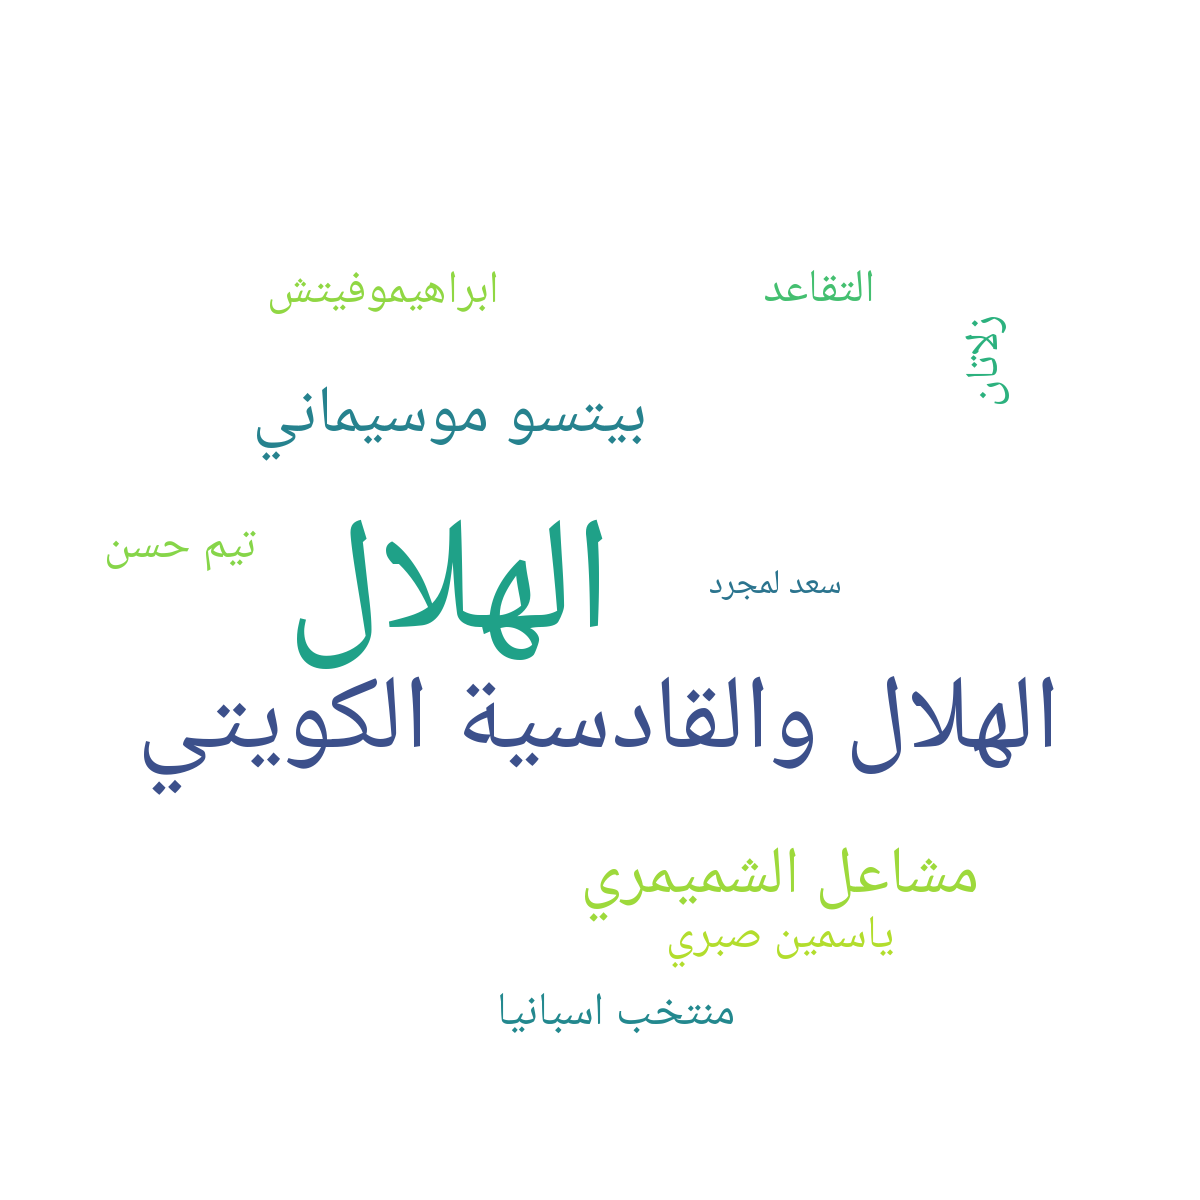 ابراهيموفيتش
التقاعد
زلاتان
بيتسو موسيماني
تيم حسن
الهلال
سعد لمجرد
الهلال والقادسية الكويتي
مشاعل الشميمري
ياسمين صبري
منتخب اسبانيا